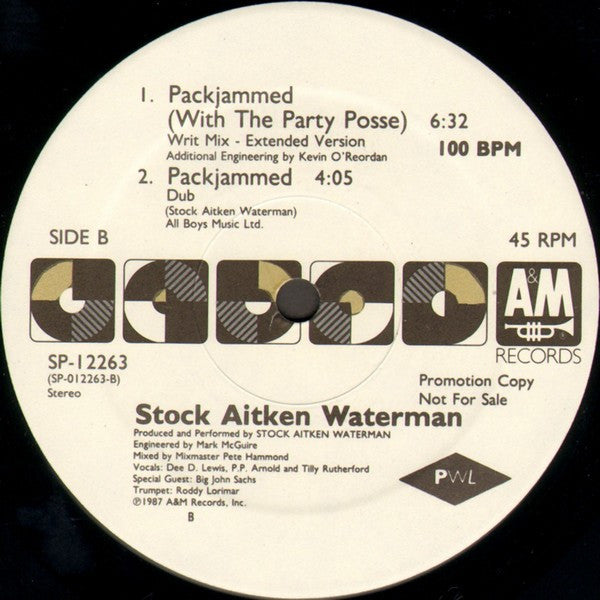 1. Packjammed
(With The Party Posse) 6:32
Writ Mix - Extended Version
Additional Engineering by Kevin O'Reordan
100 BPM
2. Packjammed 4:05
Dub
(Stock Aitken Waterman)
All Boys Music Ltd.
SIDE B
45 RPM
A&M
RECORDS
SP-12263
(SP-012263-B)
Stereo
Promotion Copy
Not For Sale
Stock Aitken Waterman
Produced and Performed by STOCK AITKEN WATERMAN
Engineered by Mark McGuire
Mixed by Mixmaster Pete Hammond
Vocals: Dee D. Lewis, P.P. Arnold and Tilly Rutherford
Special Guest: Big John Sachs
Trumpet: Roddy Lorimar
℗1987 A&M Records, Inc.
B
PWL